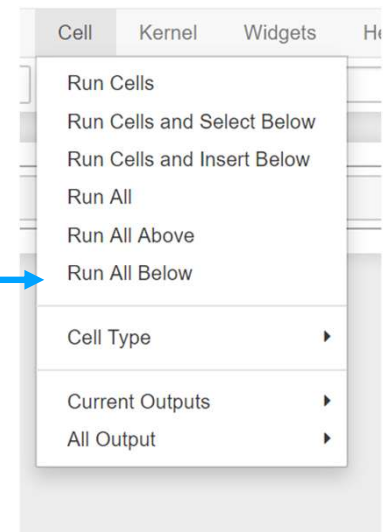 Cell Kernel Widgets He
Run Cells
Run Cells and Select Below
Run Cells and Insert Below
Run All
Run All Above
Run All Below
Cell Type
Current Outputs
All Output